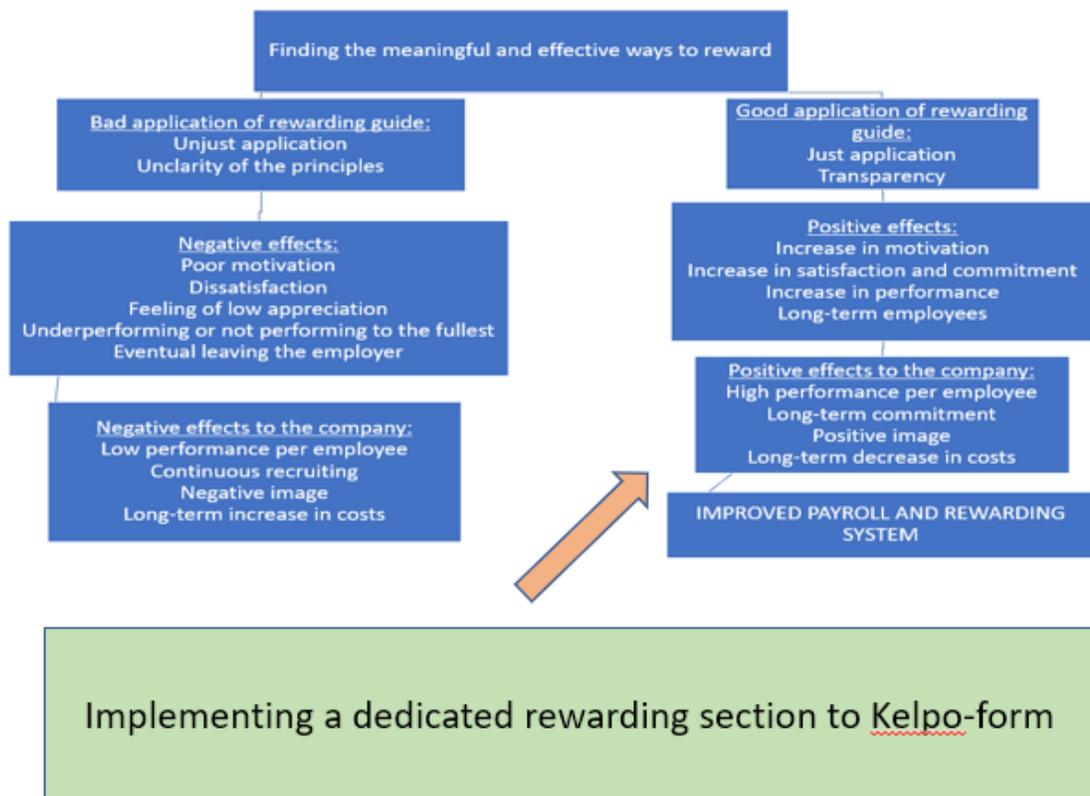 Finding the meaningful and effective ways to reward
Bad application of rewarding guide:
Unjust application
Unclarity of the principles
Negative effects:
Poor motivation
Dissatisfaction
Feeling of low appreciation
Underperforming or not performing to the fullest
Eventual leaving the employer
Negative effects to the company:
Low performance per employee
Continuous recruiting
Negative image
Long-term increase in costs
Good application of rewarding
guide:
Just application
Transparency
Positive effects:
Increase in motivation
Increase in satisfaction and commitment
Increase in performance
Long-term employees
Positive effects to the company:
High performance per employee
Long-term commitment
Positive image
Long-term decrease in costs
IMPROVED PAYROLL AND REWARDING
SYSTEM
Implementing a dedicated rewarding section to Kelpo-form